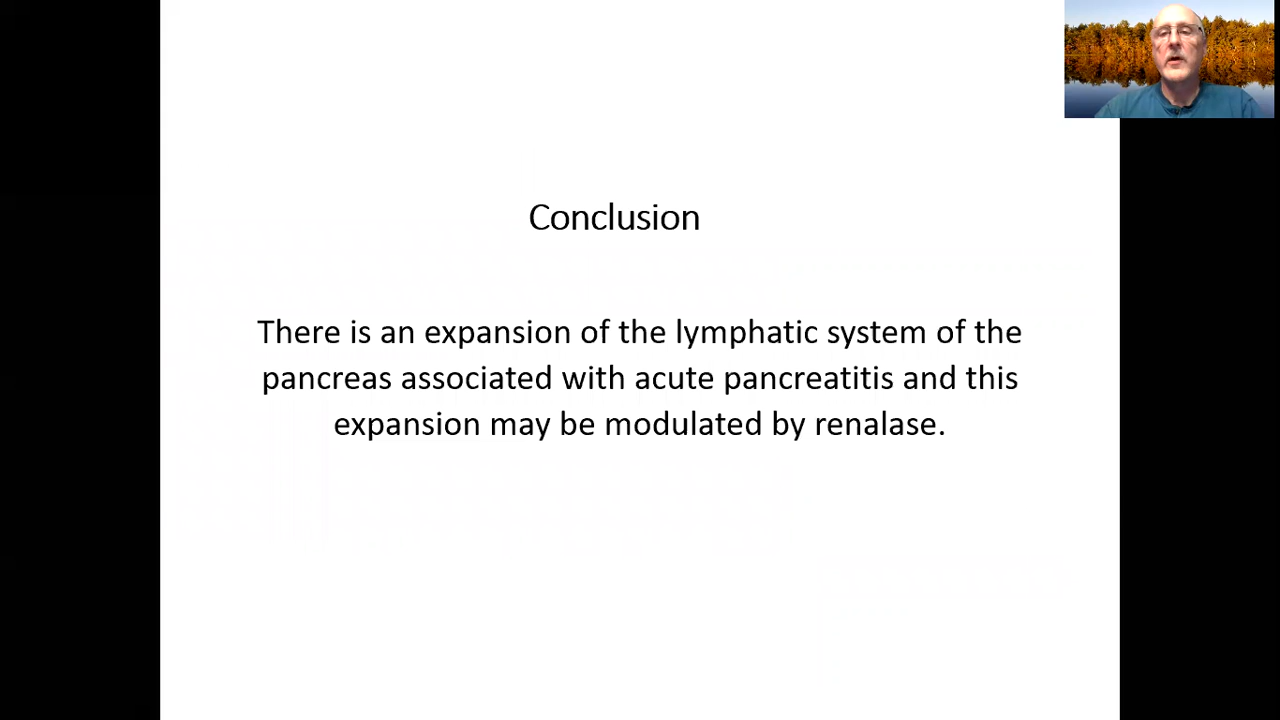 Conclusion
There is an expansion of the lymphatic system of the
pancreas associated with acute pancreatitis and this
expansion may be modulated by renalase.